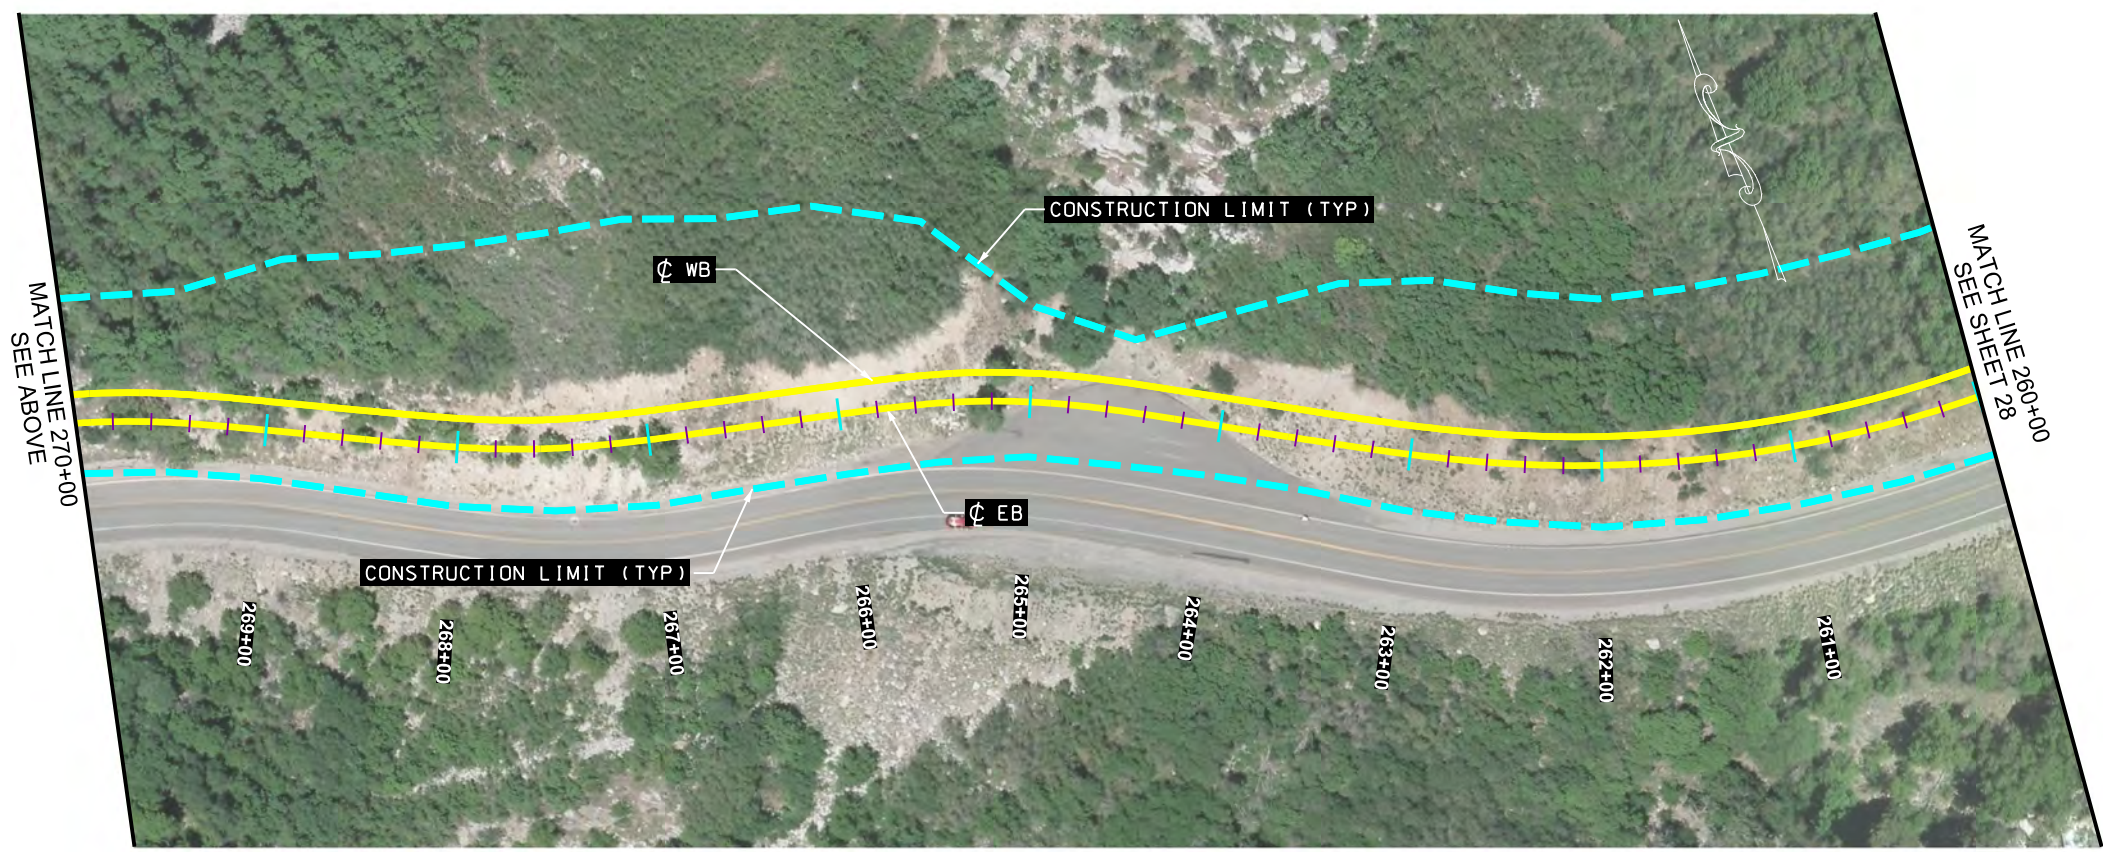 CONSTRUCTION LIMIT (TYP)
℄ WB
MATCH LINE 270+00
SEE ABOVE
MATCH LINE 260+00
SEE SHEET 28
℄ EB
CONSTRUCTION LIMIT (TYP)
269+00
268+00
267+00
266+00
265+00
264+00
263+00
262+00
261+00